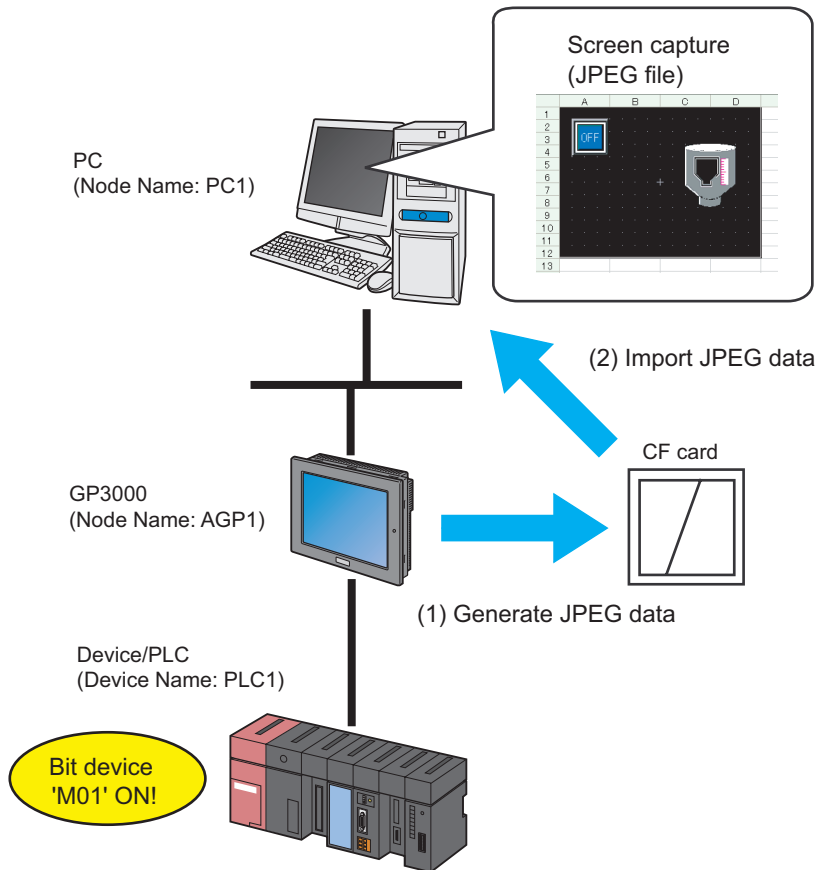 Screen capture
(JPEG file)
A B C D
1
2
3
4
5
6
7
8
9
10
11
12
13
OFF
PC
(Node Name: PC1)
(2) Import JPEG data
CF card
GP3000
(Node Name: AGP1)
(1) Generate JPEG data
Device/PLC
(Device Name: PLC1)
Bit device
'M01' ON!